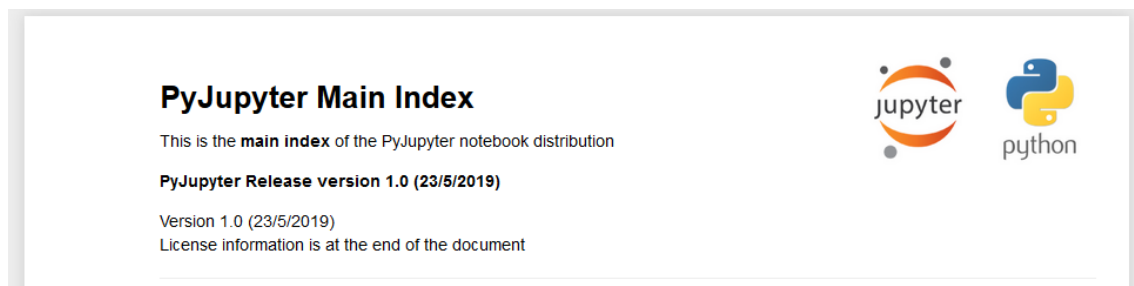 PyJupyter Main Index
This is the main index of the PyJupyter notebook distribution
PyJupyter Release version 1.0 (23/5/2019)
Version 1.0 (23/5/2019)
License information is at the end of the document
jupyter
python